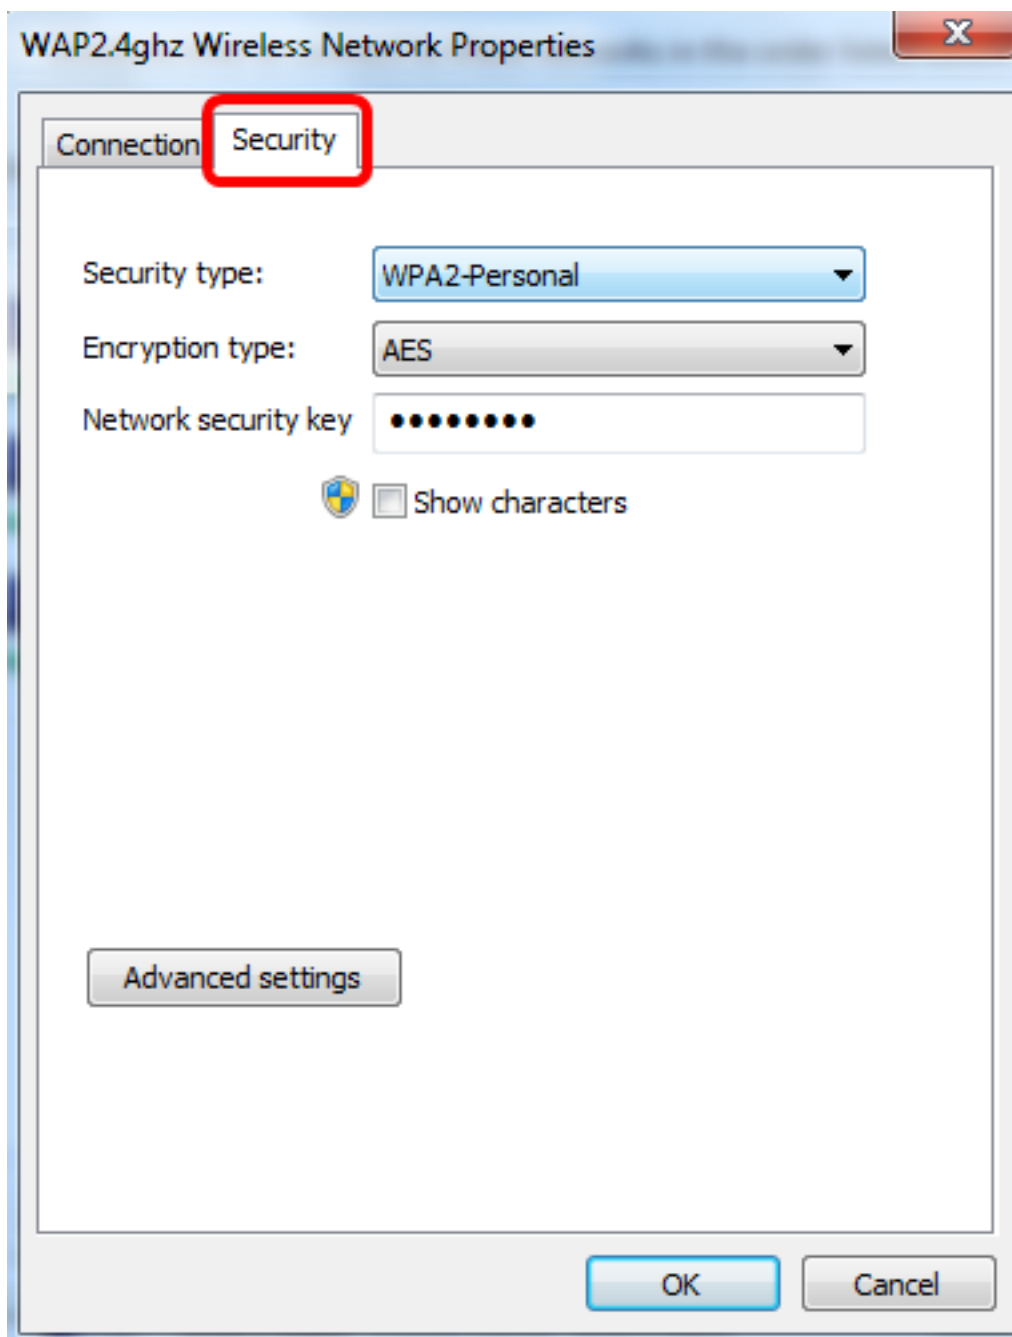 WAP2.4ghz Wireless Network Properties
Connection
Security
Security type:
WPA2-Personal
Encryption type:
AES
Network security key
••••••••
Show characters
Advanced settings
OK
Cancel